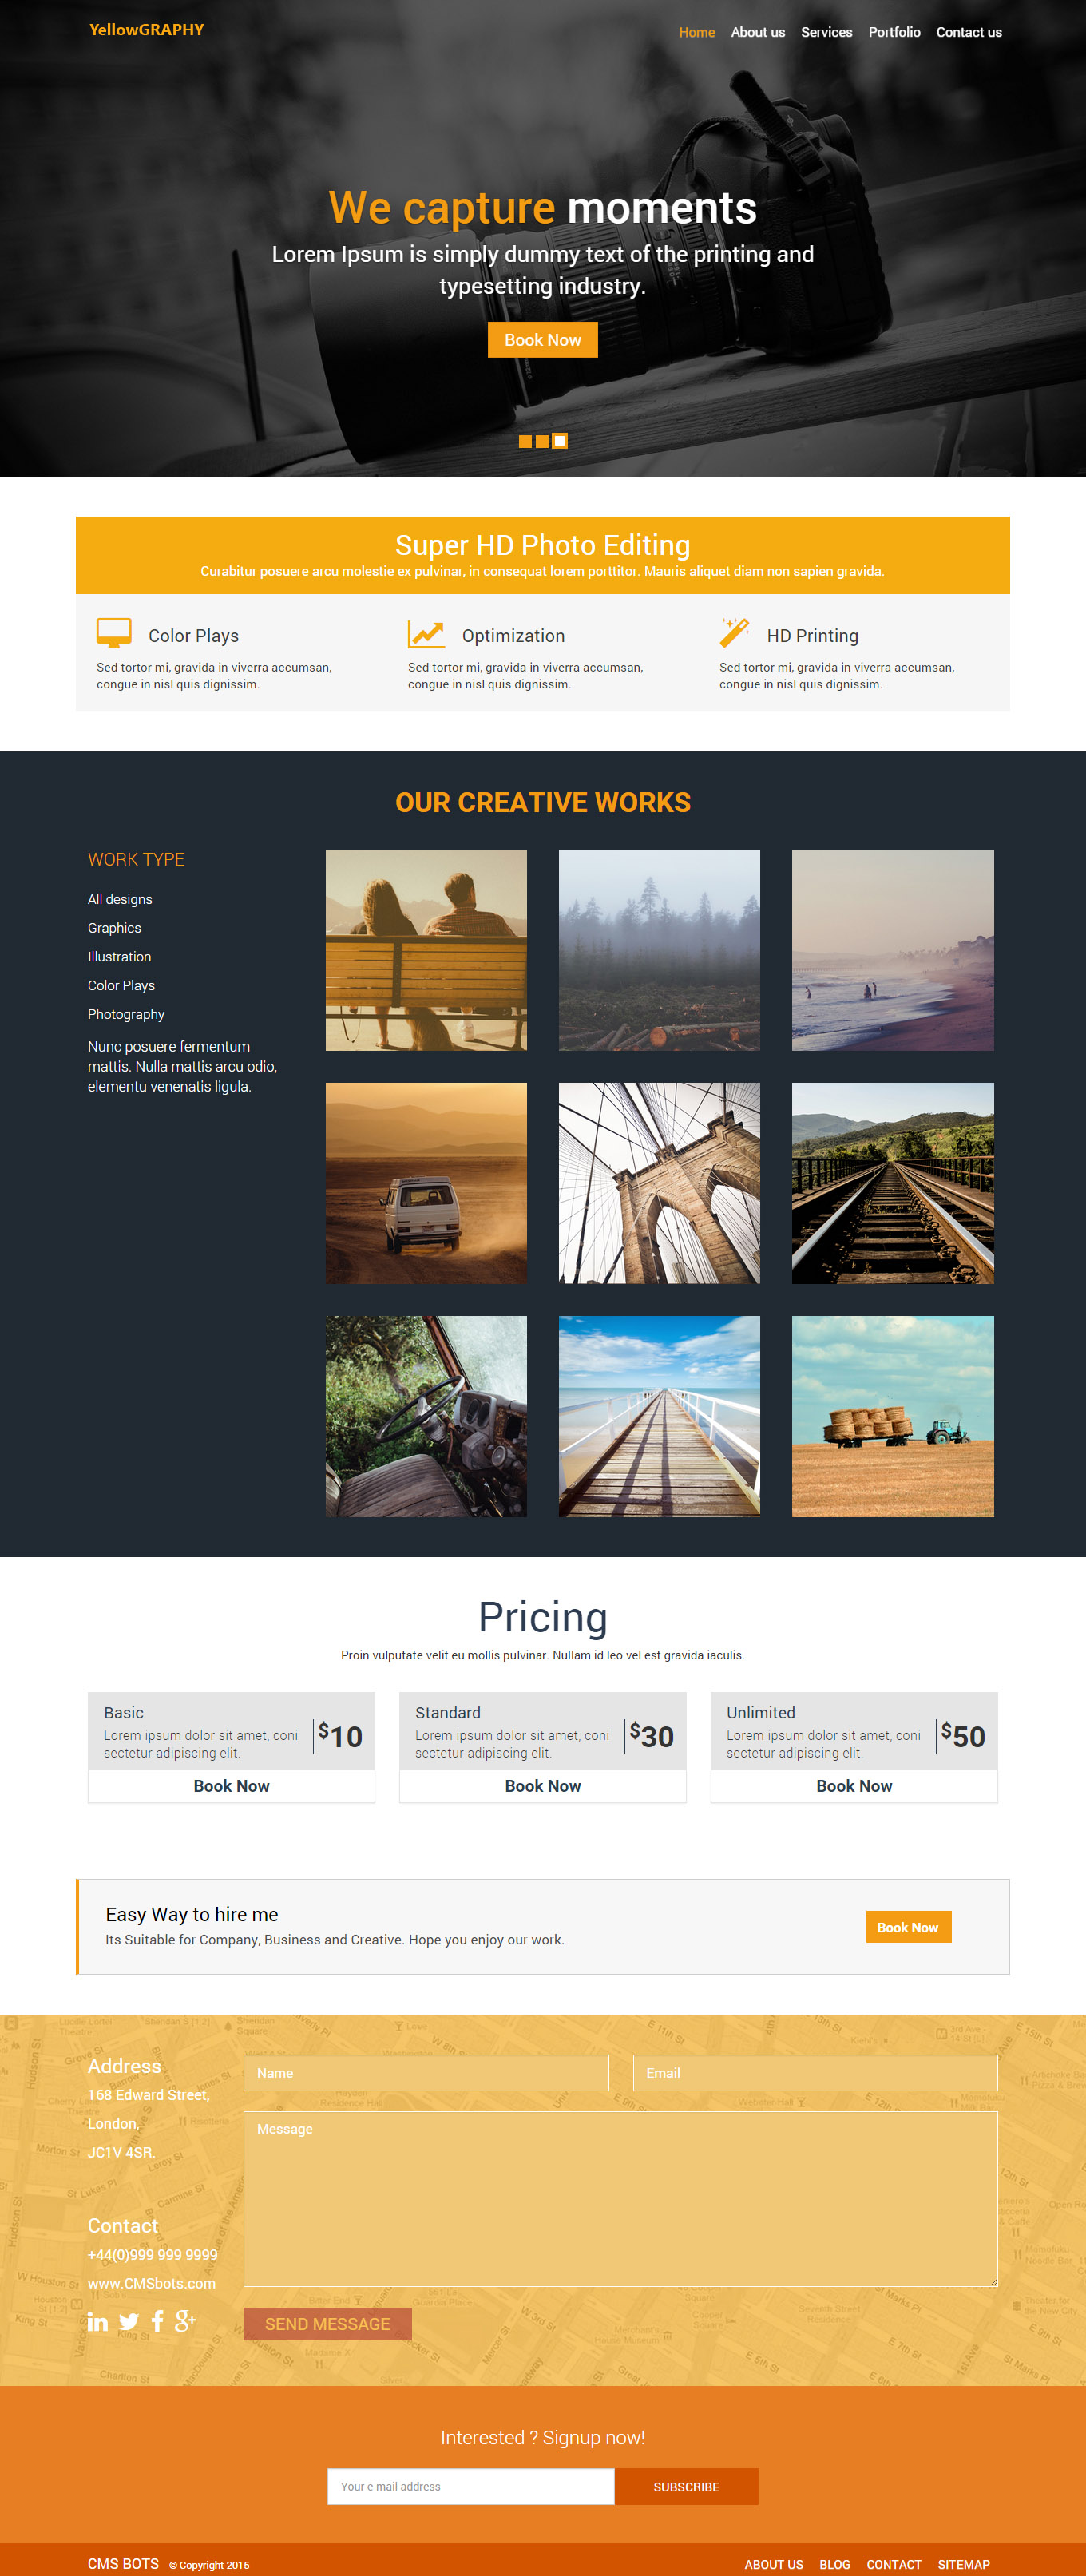 YellowGRAPHY
Home About us Services Portfolio Contact us
We capture moments
Lorem Ipsum is simply dummy text of the printing and
typesetting industry.
Book Now
Super HD Photo Editing
Curabitur posuere arcu molestie ex pulvinar, in consequat lorem porttitor. Mauris aliquet diam non sapien gravida.
Color Plays
Sed tortor mi, gravida in viverra accumsan,
congue in nisl quis dignissim.
Optimization
Sed tortor mi, gravida in viverra accumsan,
congue in nisl quis dignissim.
HD Printing
Sed tortor mi, gravida in viverra accumsan,
congue in nisl quis dignissim.
OUR CREATIVE WORKS
WORK TYPE
All designs
Graphics
Illustration
Color Plays
Photography
Nunc posuere fermentum
mattis. Nulla mattis arcu odio,
elementu venenatis ligula.
Pricing
Proin vulputate velit eu mollis pulvinar. Nullam id leo vel est gravida iaculis.
Basic
Lorem ipsum dolor sit amet, coni
sectetur adipiscing elit.
$10
Book Now
Standard
Lorem ipsum dolor sit amet, coni
sectetur adipiscing elit.
$30
Book Now
Unlimited
Lorem ipsum dolor sit amet, coni
sectetur adipiscing elit.
$50
Book Now
Easy Way to hire me
Its Suitable for Company, Business and Creative. Hope you enjoy our work.
Book Now
Address
168 Edward Street,
London,
JC1V 4SR.
Contact
+44(0)999 999 9999
www.CMSbots.com
Name
Email
Message
SEND MESSAGE
Interested ? Signup now!
Your e-mail address
SUBSCRIBE
CMS BOTS © Copyright 2015
ABOUT US BLOG CONTACT SITEMAP